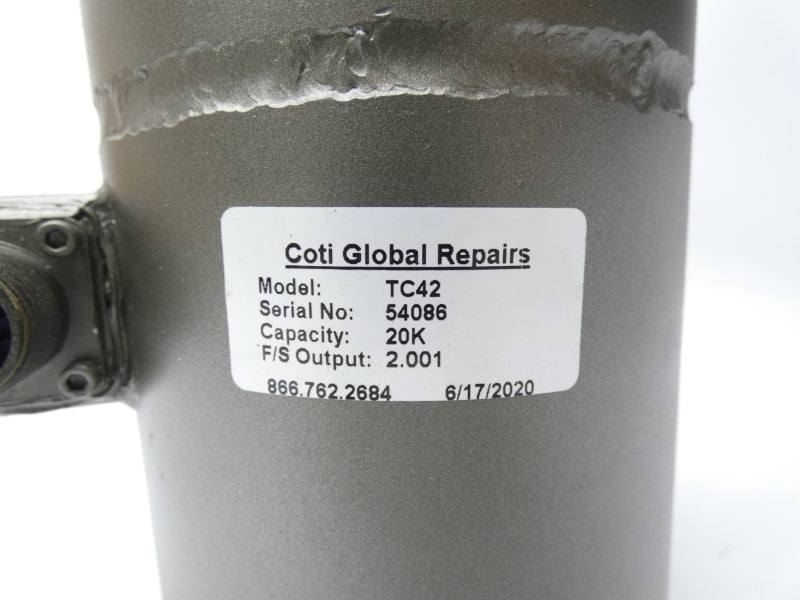 Coti Global Repairs
Model: TC42
Serial No: 54086
Capacity: 20K
F/S Output: 2.001
866.762.2684 6/17/2020